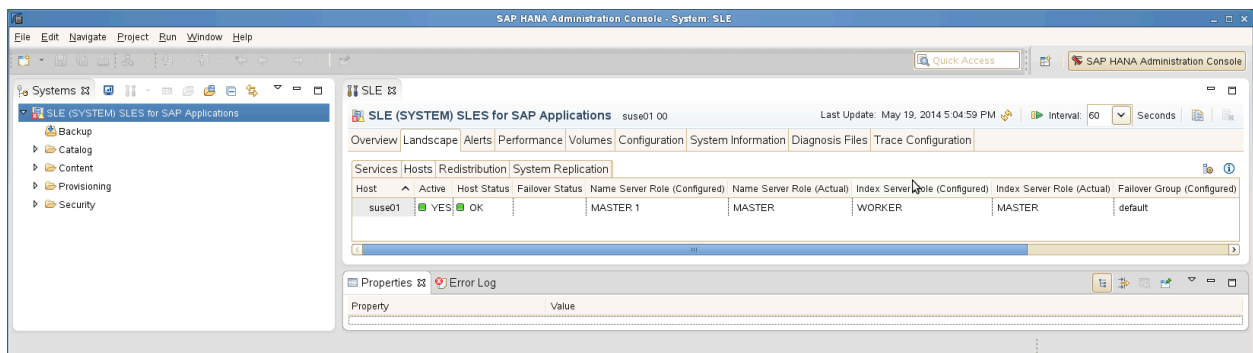 SAP HANA Administration Console - System: SLE
File Edit Navigate Project Run Window Help
Quick Access SAP HANA Administration Console
Systems
SLE (SYSTEM) SLES for SAP Applications
Backup
Catalog
Content
Provisioning
Security
SLE
SLE (SYSTEM) SLES for SAP Applications suse01 00 Last Update: May 19, 2014 5:04:59 PM Interval: 60 Seconds
Overview Landscape Alerts Performance Volumes Configuration System Information Diagnosis Files Trace Configuration
Services Hosts Redistribution System Replication
Host Active Host Status Failover Status Name Server Role (Configured) Name Server Role (Actual) Index Server Role (Configured) Index Server Role (Actual) Failover Group (Configured)
suse01 YES OK MASTER 1 MASTER WORKER MASTER default
Properties Error Log
Property Value